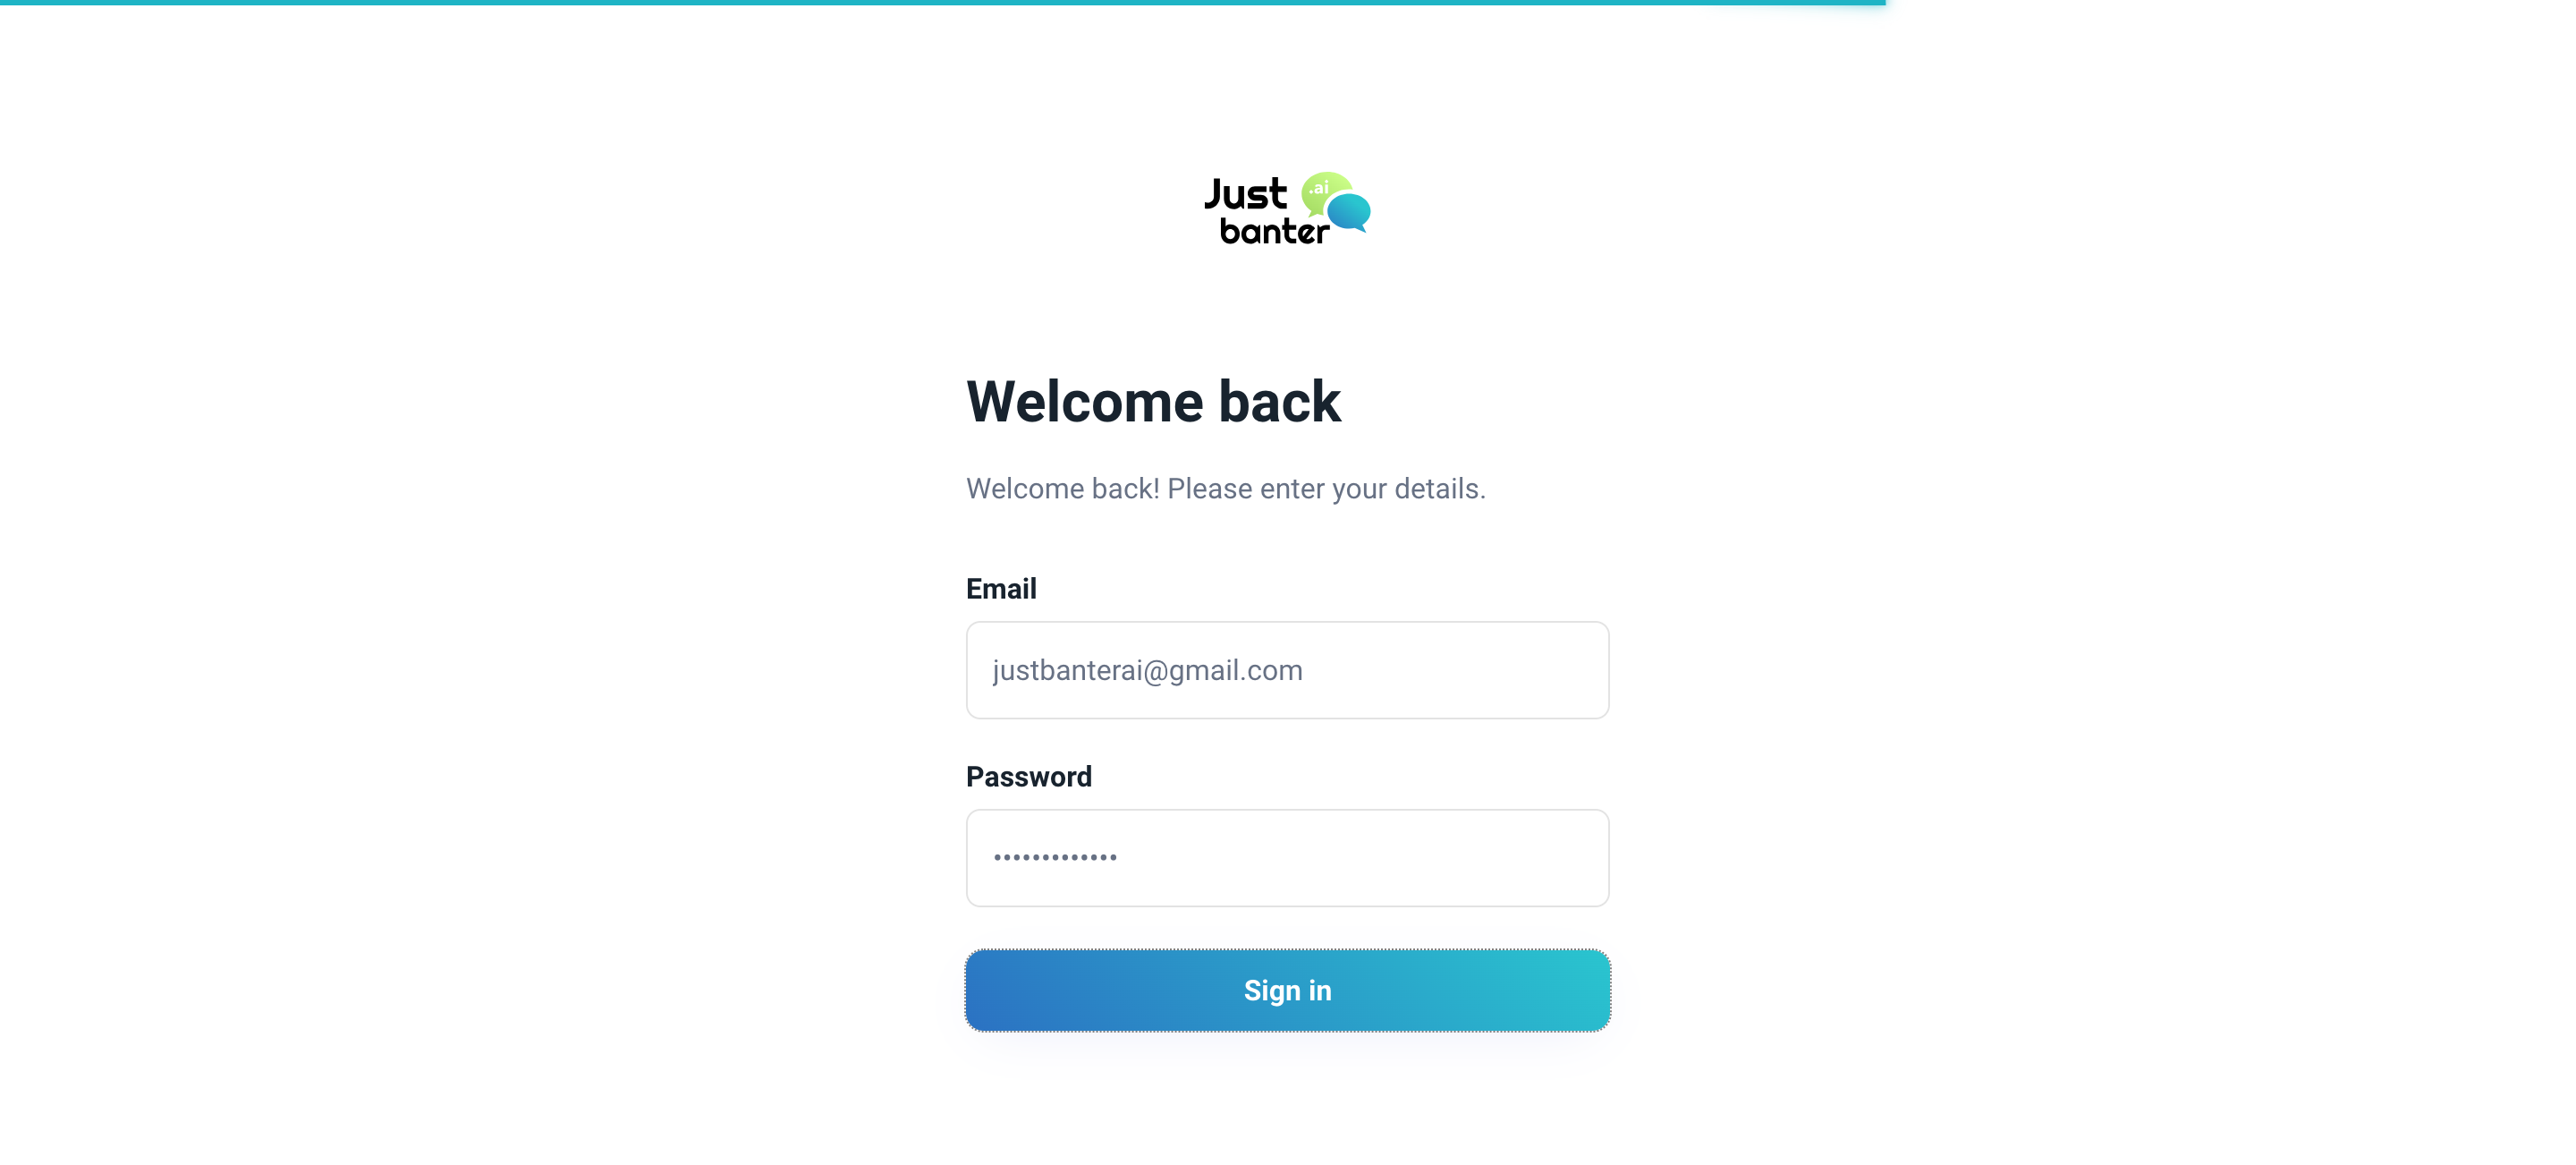 Just .ai
banter
Welcome back
Welcome back! Please enter your details.
Email
justbanterai@gmail.com
Password
•••••••••••••
Sign in